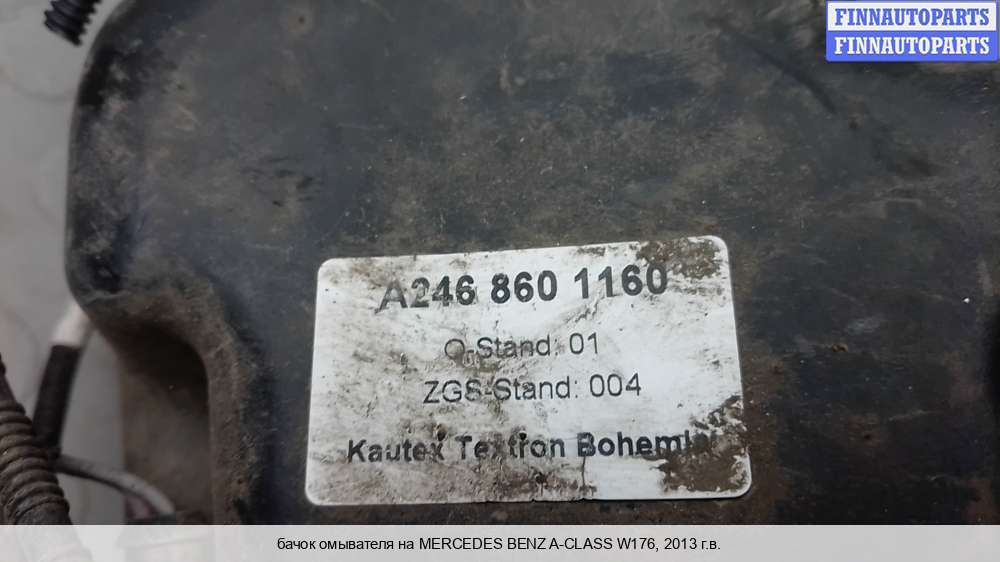 FINNAUTOPARTS
FINNAUTOPARTS
A246 860 1160
Q-Stand: 01
ZGS-Stand: 004
Kautex Textron Bohemia
бачок омывателя на MERCEDES BENZ A-CLASS W176, 2013 г.в.